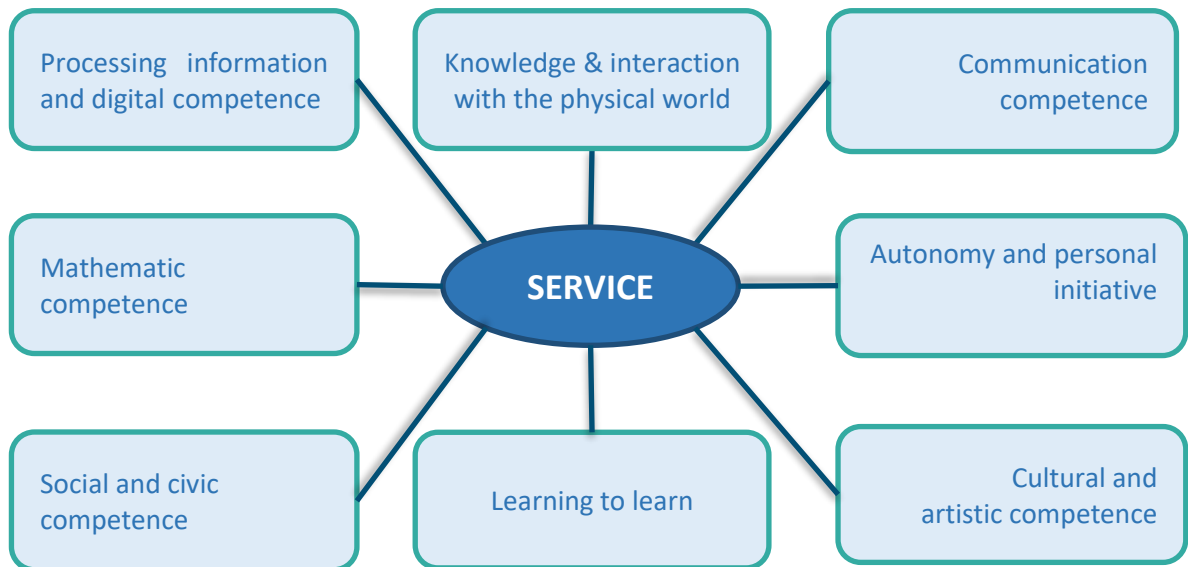 Processing information
and digital competence
Knowledge & interaction
with the physical world
Communication
competence
Mathematic
competence
SERVICE
Autonomy and personal
initiative
Social and civic
competence
Learning to learn
Cultural and
artistic competence